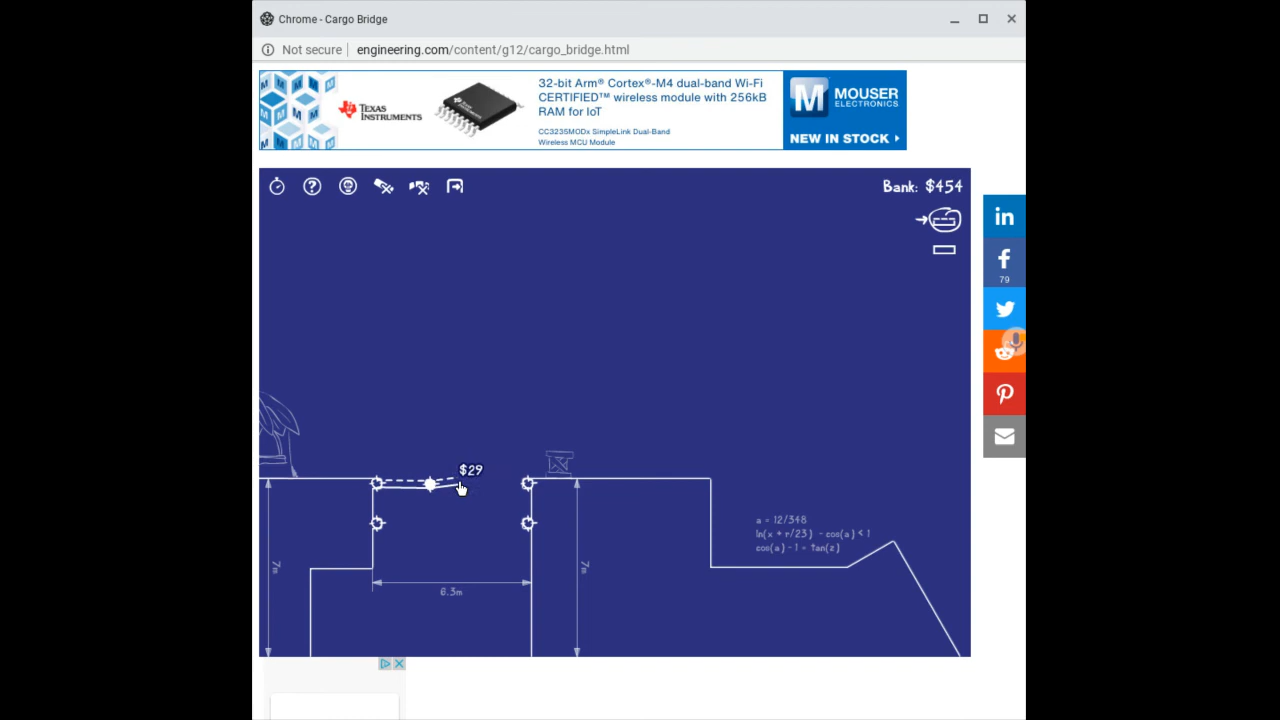 Chrome - Cargo Bridge
Not secure
engineering.com/content/g12/cargo_bridge.html
TEXAS INSTRUMENTS
32-bit Arm® Cortex®-M4 dual-band Wi-Fi
CERTIFIED™ wireless module with 256kB
RAM for IoT
CC3235MODx SimpleLink Dual-Band
Wireless MCU Module
M MOUSER
ELECTRONICS
NEW IN STOCK
Bank: $454
in
79
$29
a = 12/348
ln(x + r/23) - cos(a) < 1
cos(a) - 1 = tan(z)
7m
7m
6.3m